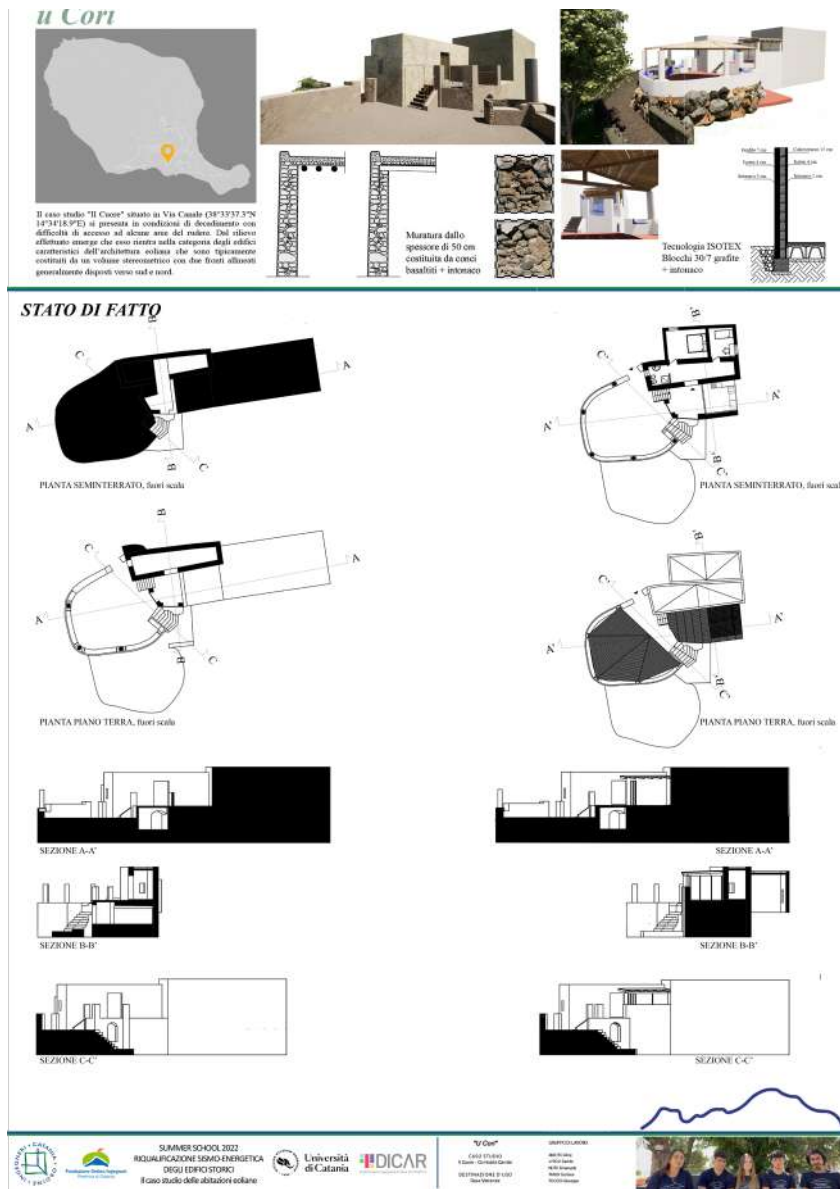 u Cori
Il caso studio "Il Cuore" situato in Via Canale (38°33'37.3"N
14°34'18.9"E) si presenta in condizioni di decadimento con
difficoltà di accesso ad alcune aree del rudere. Dal rilievo
effettuato emerge che esso rientra nella categoria degli edifici
caratteristici dell'architettura eoliana che sono tipicamente
costituiti da un volume stereometrico con due fronti allineati
generalmente disposti verso sud e nord.
Muratura dallo
spessore di 50 cm
costituita da conci
basaltiti + intonaco
Tecnologia ISOTEX
Blocchi 30/7 grafite
+ intonaco
STATO DI FATTO
B
C
A
A
B
C
PIANTA SEMINTERRATO, fuori scala
B'
C'
A'
A'
B'
C'
PIANTA SEMINTERRATO, fuori scala
B
C
A
A
B
C
PIANTA PIANO TERRA, fuori scala
B'
C'
A'
A'
B'
C'
PIANTA PIANO TERRA, fuori scala
SEZIONE A-A'
SEZIONE A-A'
SEZIONE B-B'
SEZIONE B-B'
SEZIONE C-C'
SEZIONE C-C'
SUMMER SCHOOL 2022
RIQUALIFICAZIONE SISMO-ENERGETICA
DEGLI EDIFICI STORICI
Il caso studio delle abitazioni eoliane
Università
di Catania
DICAR
"U Cori"
CASO STUDIO
DESTINAZIONE D'USO
Casa Vacanze